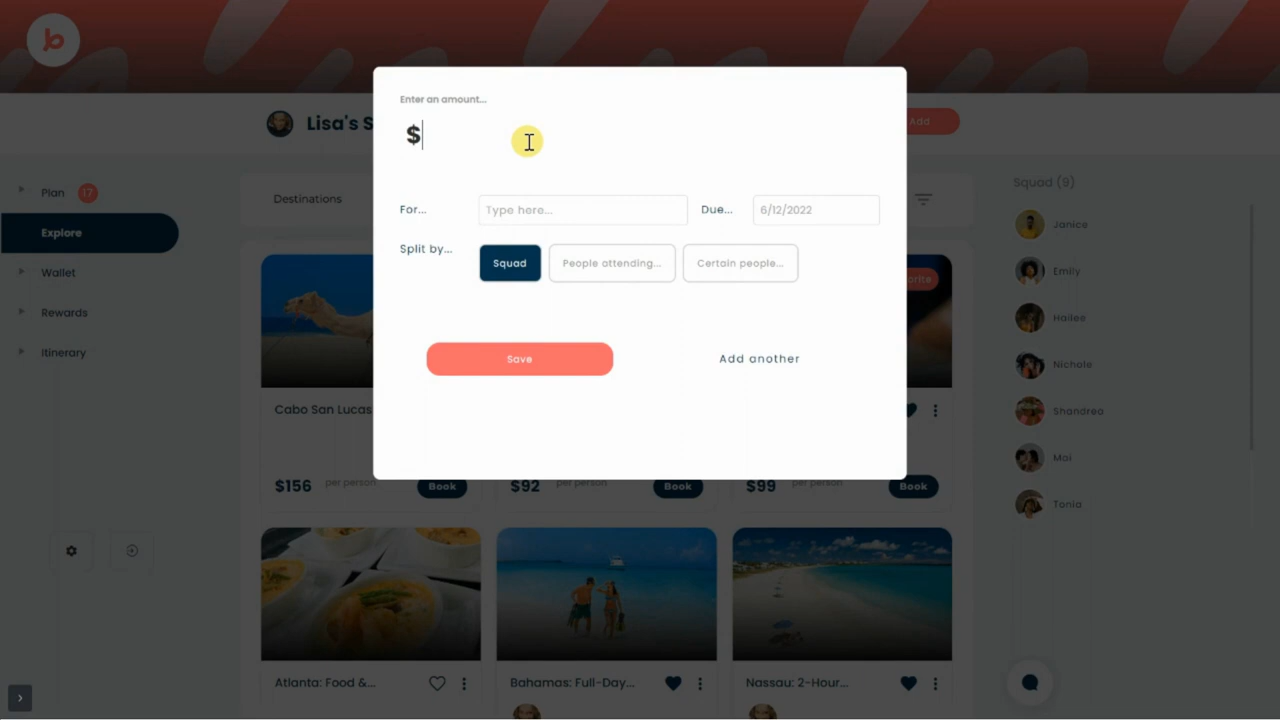 b
Enter an amount...
$
Lisa's S
Add
For...
Type here...
Due...
6/12/2022
Split by...
Squad
People attending...
Certain people...
Save
Add another
Plan
17
Explore
Wallet
Rewards
Itinerary
Destinations
Squad (9)
Janice
Emily
Hailee
Nichole
Shandrea
Mai
Tonia
orite
Cabo San Lucas
$156
per person
Book
$92
per person
Book
$99
per person
Book
Atlanta: Food &...
Bahamas: Full-Day...
Nassau: 2-Hour...